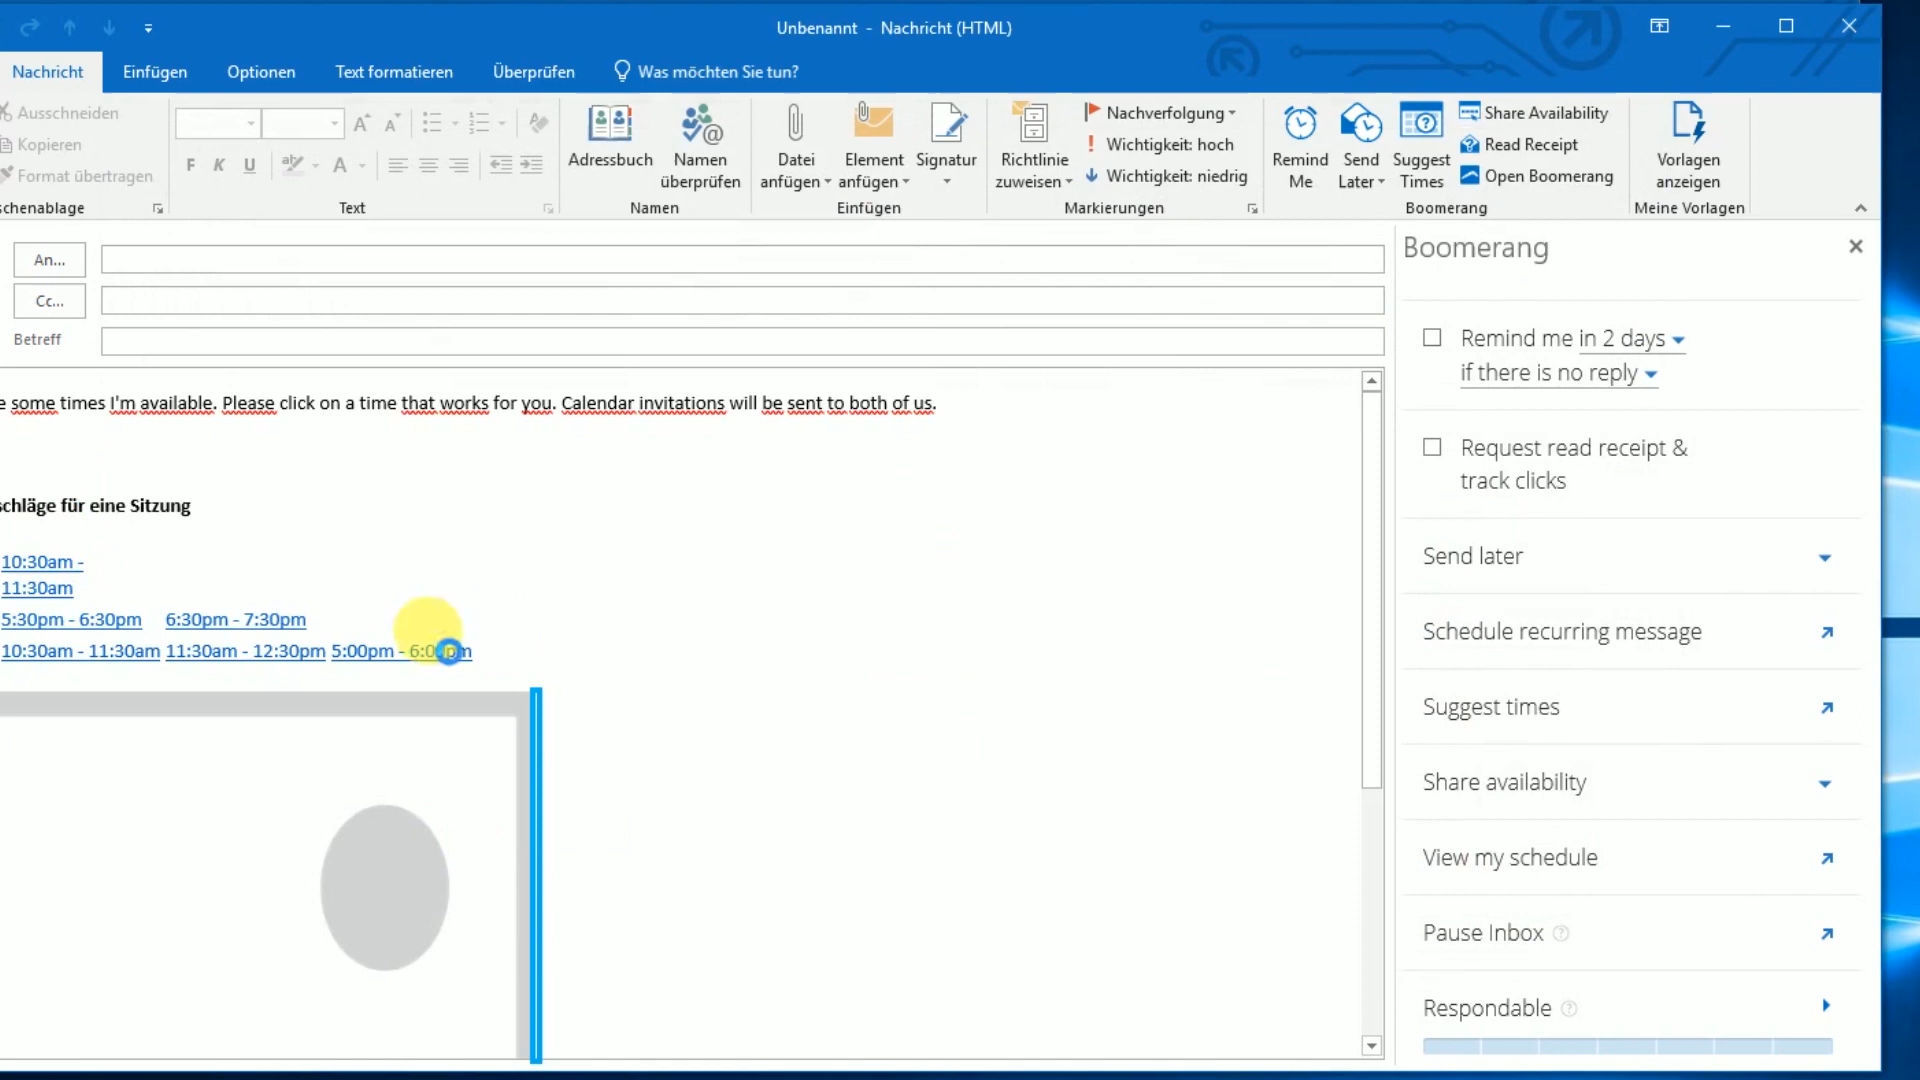 Unbenannt - Nachricht (HTML)
Nachricht Einfügen Optionen Text formatieren Überprüfen Was möchten Sie tun?
Ausschneiden
Kopieren
Format übertragen
schenablage
F K U
Text
Adressbuch
Namen überprüfen
Namen
Datei anfügen
Element anfügen
Signatur
Einfügen
Richtlinie zuweisen
Nachverfolgung
Wichtigkeit: hoch
Wichtigkeit: niedrig
Markierungen
Remind Me
Send Later
Suggest Times
Share Availability
Read Receipt
Open Boomerang
Boomerang
Vorlagen anzeigen
Meine Vorlagen
An...
Cc...
Betreff
e some times I'm available. Please click on a time that works for you. Calendar invitations will be sent to both of us.
schläge für eine Sitzung
10:30am -
11:30am
5:30pm - 6:30pm 6:30pm - 7:30pm
10:30am - 11:30am 11:30am - 12:30pm 5:00pm - 6:00pm
Boomerang
Remind me in 2 days
if there is no reply
Request read receipt &
track clicks
Send later
Schedule recurring message
Suggest times
Share availability
View my schedule
Pause Inbox
Respondable